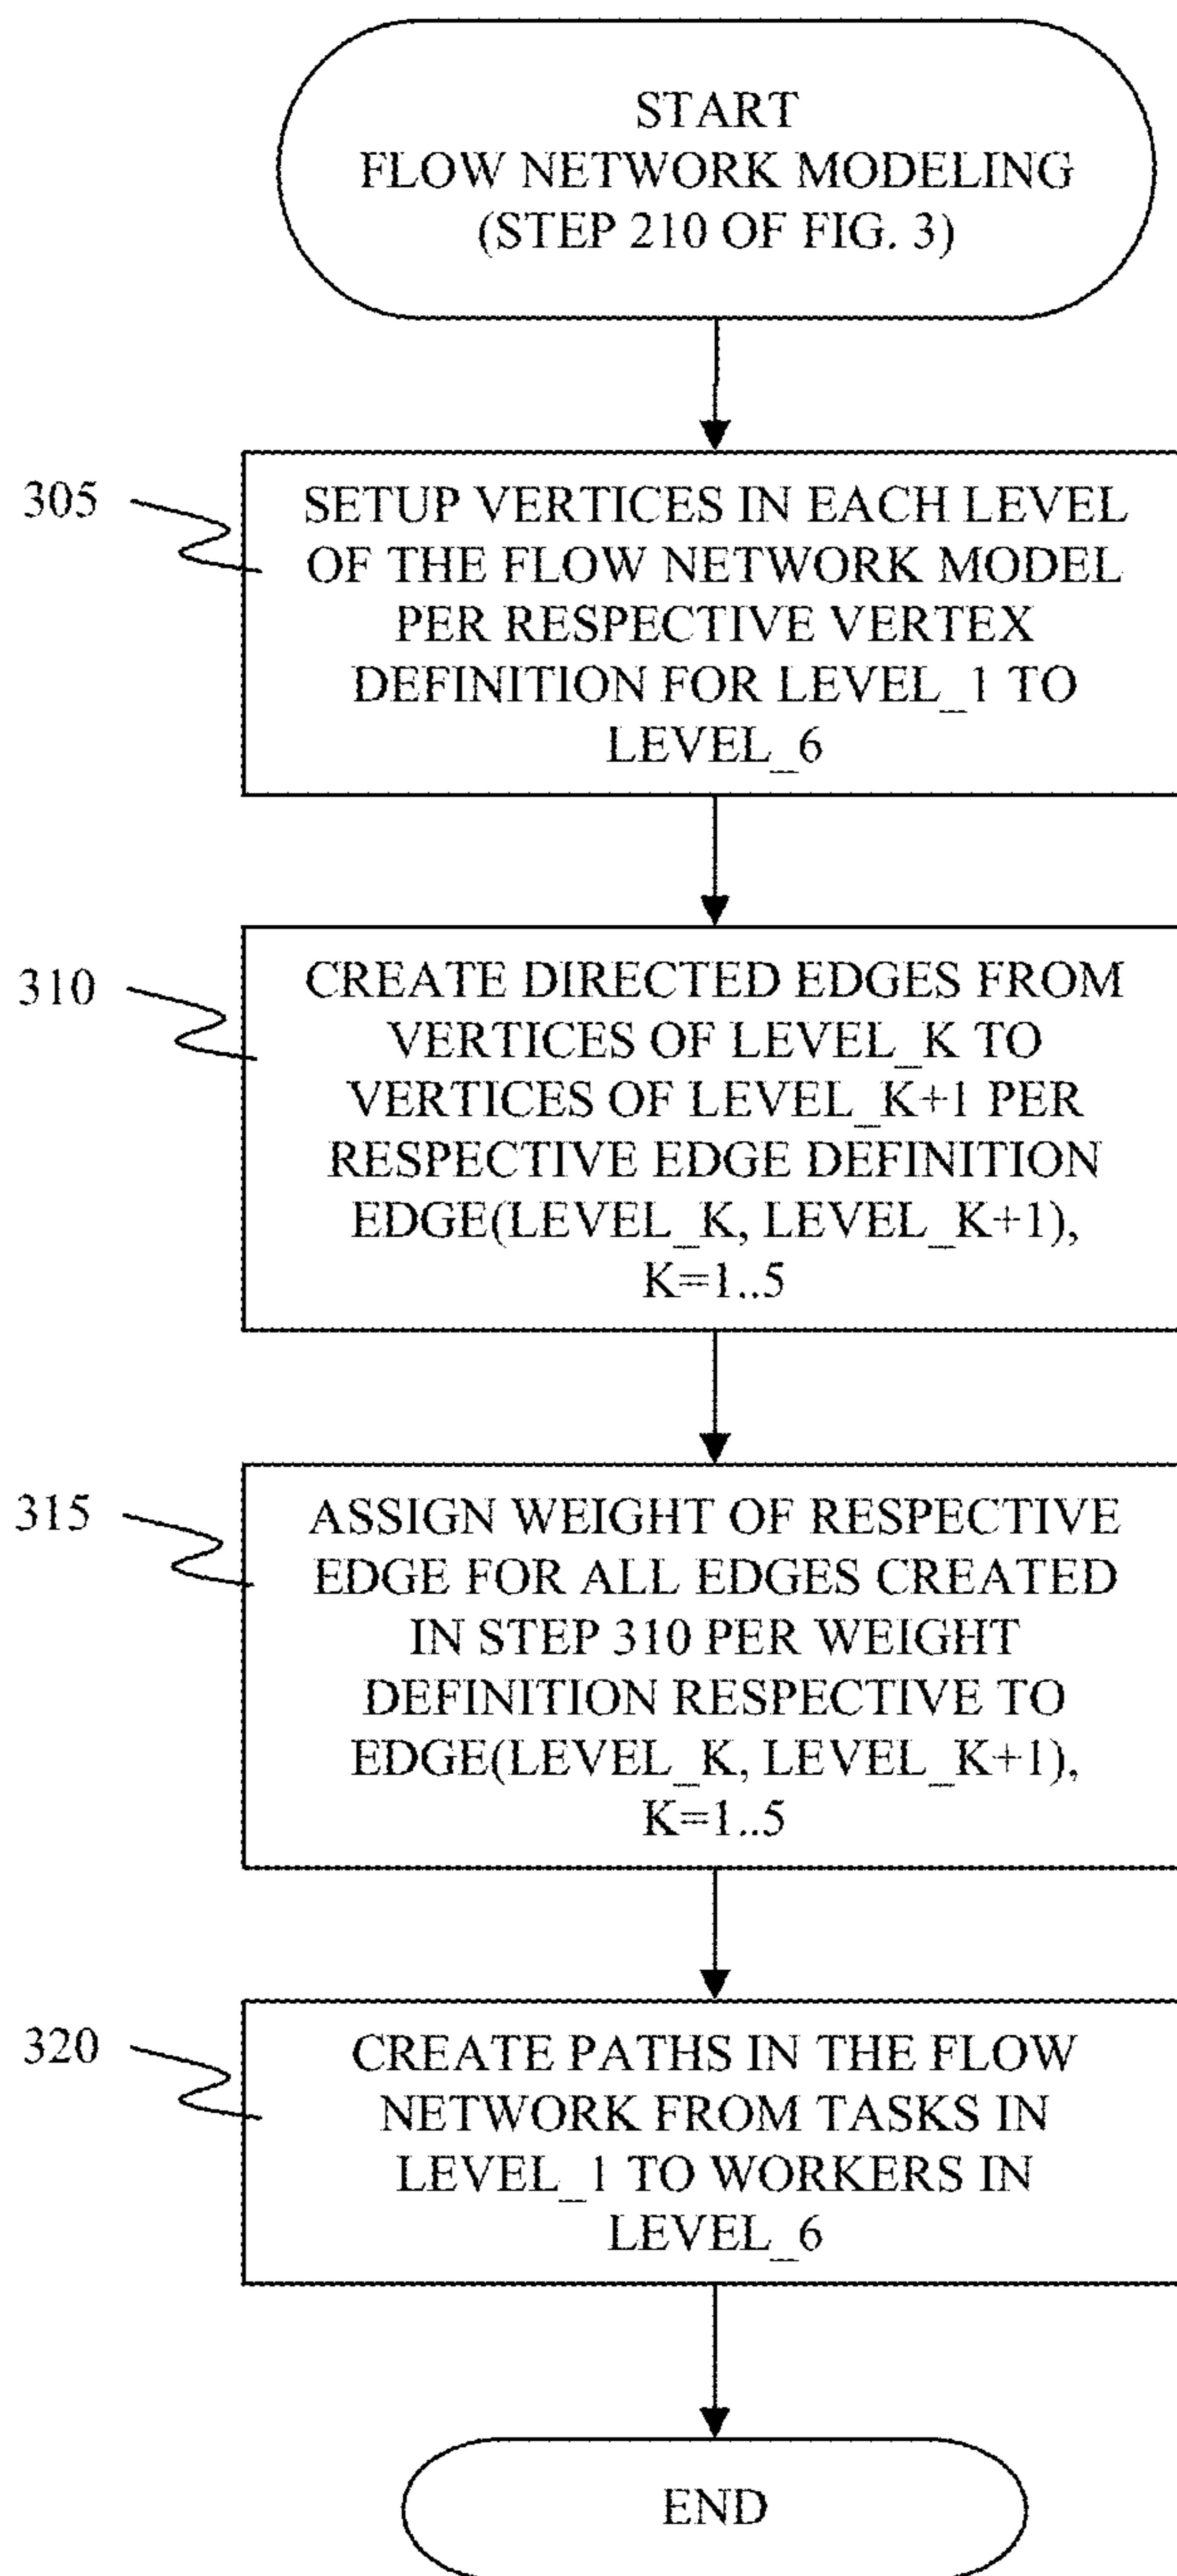 START
FLOW NETWORK MODELING
(STEP 210 OF FIG. 3)
305
SETUP VERTICES IN EACH LEVEL
OF THE FLOW NETWORK MODEL
PER RESPECTIVE VERTEX
DEFINITION FOR LEVEL_1 TO
LEVEL_6
310
CREATE DIRECTED EDGES FROM
VERTICES OF LEVEL_K TO
VERTICES OF LEVEL_K+1 PER
RESPECTIVE EDGE DEFINITION
EDGE(LEVEL_K, LEVEL_K+1),
K=1..5
315
ASSIGN WEIGHT OF RESPECTIVE
EDGE FOR ALL EDGES CREATED
IN STEP 310 PER WEIGHT
DEFINITION RESPECTIVE TO
EDGE(LEVEL_K, LEVEL_K+1),
K=1..5
320
CREATE PATHS IN THE FLOW
NETWORK FROM TASKS IN
LEVEL_1 TO WORKERS IN
LEVEL_6
END